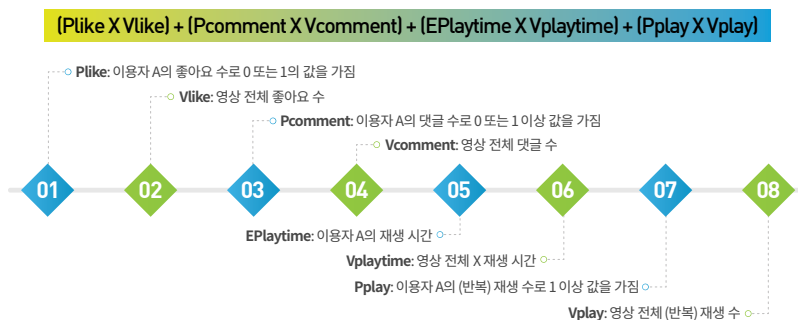 (Plike X Vlike) + (Pcomment X Vcomment) + (EPlaytime X Vplaytime) + (Pplay X Vplay)
Plike: 이용자 A의 좋아요 수로 0 또는 1의 값을 가짐
Vlike: 영상 전체 좋아요 수
Pcomment: 이용자 A의 댓글 수로 0 또는 1 이상 값을 가짐
Vcomment: 영상 전체 댓글 수
01 02 03 04 05 06 07 08
EPlaytime: 이용자 A의 재생 시간
Vplaytime: 영상 전체 X 재생 시간
Pplay: 이용자 A의 (반복) 재생 수로 1 이상 값을 가짐
Vplay: 영상 전체 (반복) 재생 수